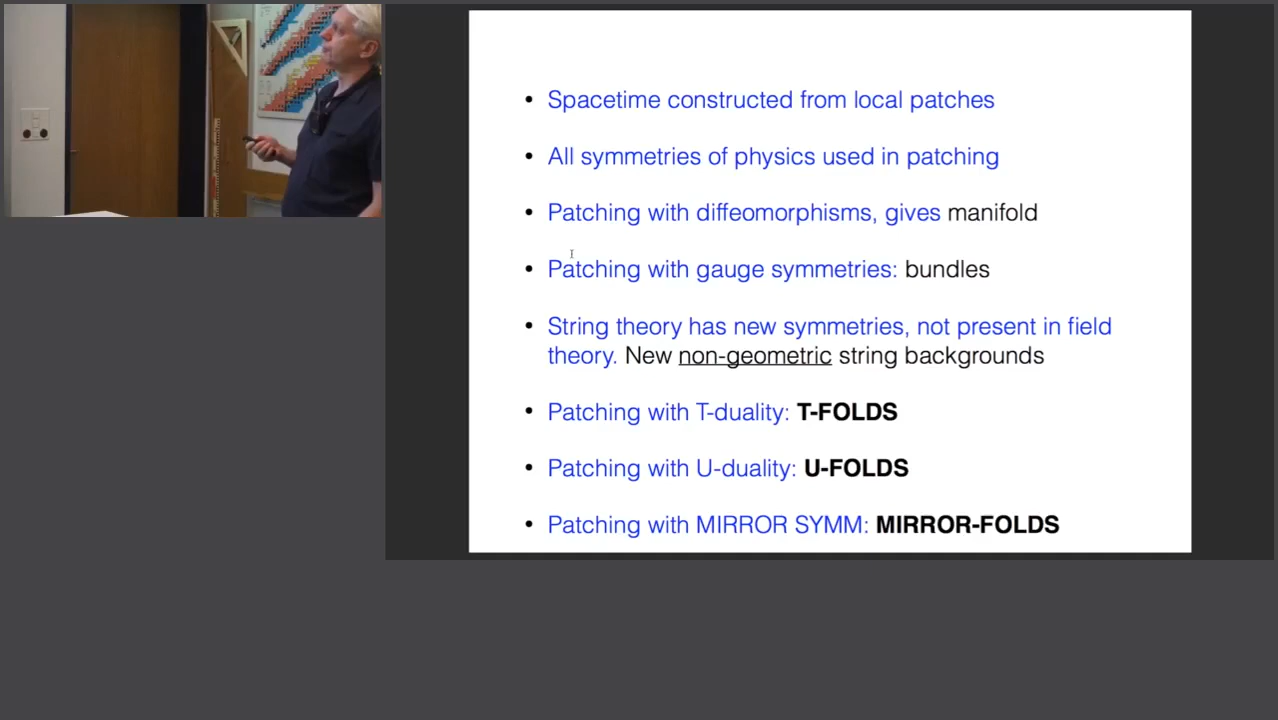 • Spacetime constructed from local patches
• All symmetries of physics used in patching
• Patching with diffeomorphisms, gives manifold
• Patching with gauge symmetries: bundles
• String theory has new symmetries, not present in field
theory. New non-geometric string backgrounds
• Patching with T-duality: T-FOLDS
• Patching with U-duality: U-FOLDS
• Patching with MIRROR SYMM: MIRROR-FOLDS